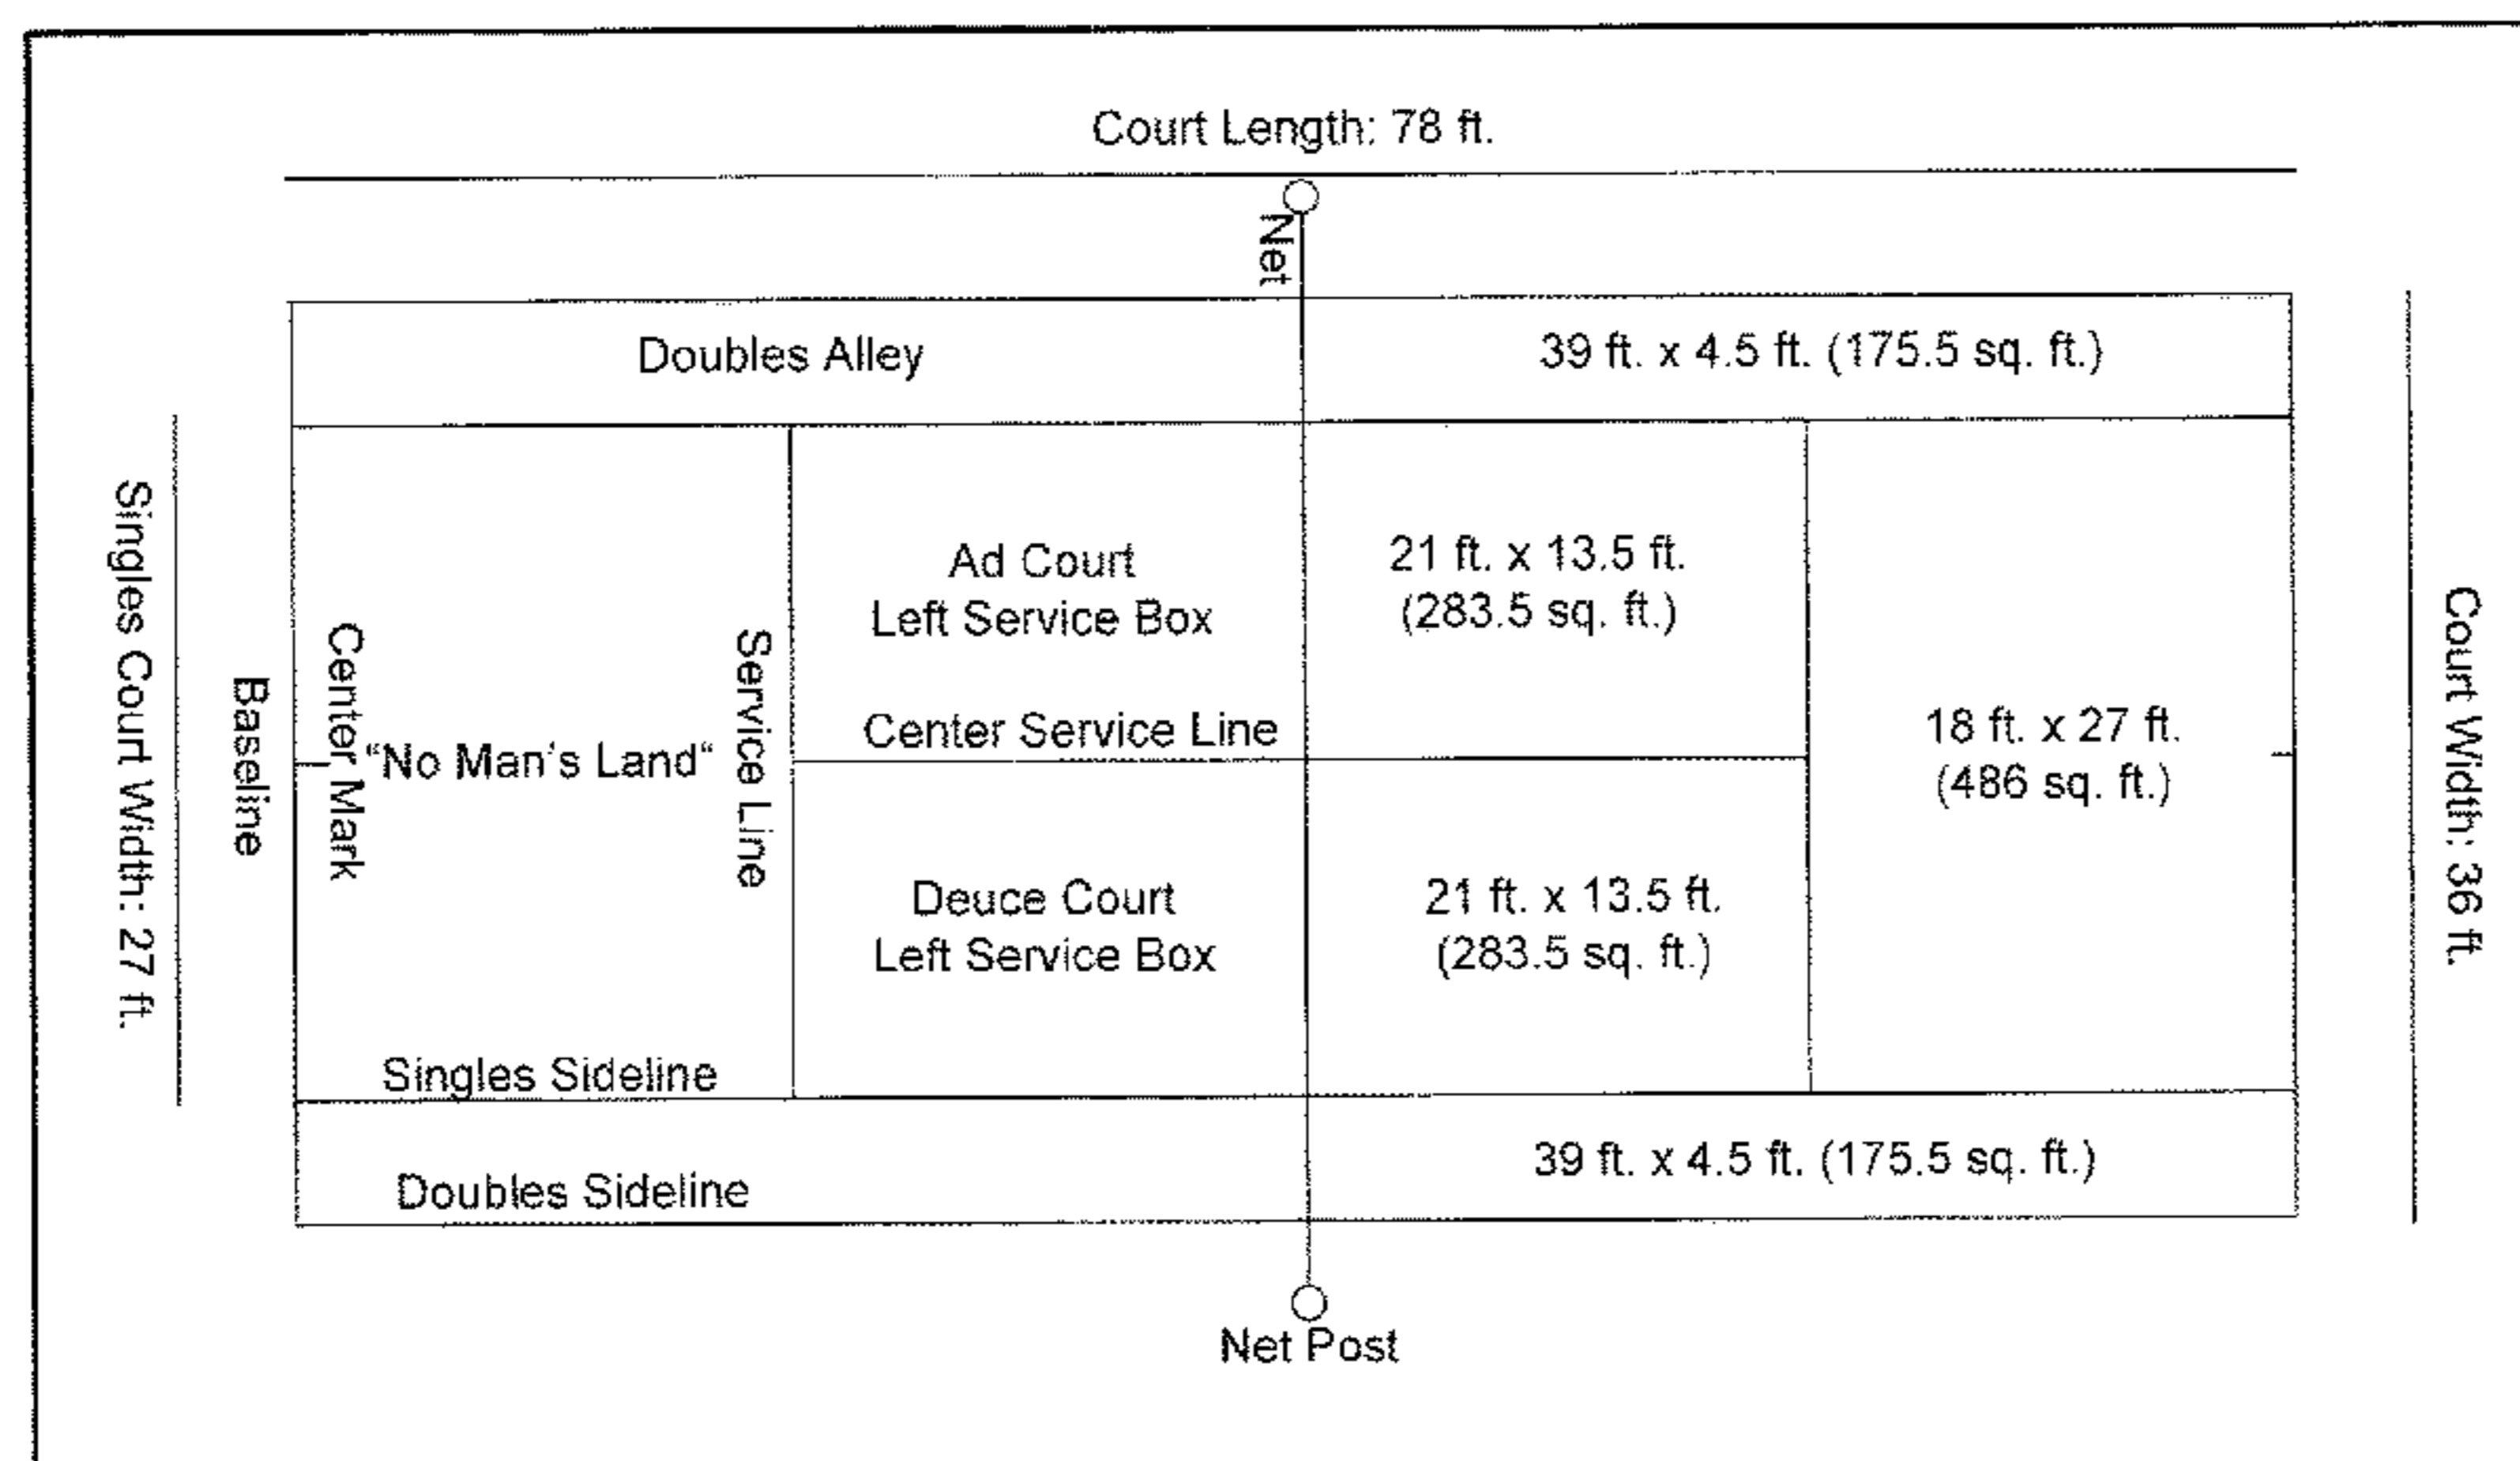 Court Length: 78 ft.
Net
Doubles Alley
39 ft. x 4.5 ft. (175.5 sq. ft.)
Singles Court Width: 27 ft.
Baseline
Center Mark
"No Man's Land"
Service Line
Ad Court
Left Service Box
21 ft. x 13.5 ft.
(283.5 sq. ft.)
Center Service Line
18 ft. x 27 ft.
(486 sq. ft.)
Court Width: 36 ft.
Deuce Court
Left Service Box
21 ft. x 13.5 ft.
(283.5 sq. ft.)
Singles Sideline
Doubles Sideline
39 ft. x 4.5 ft. (175.5 sq. ft.)
Net Post